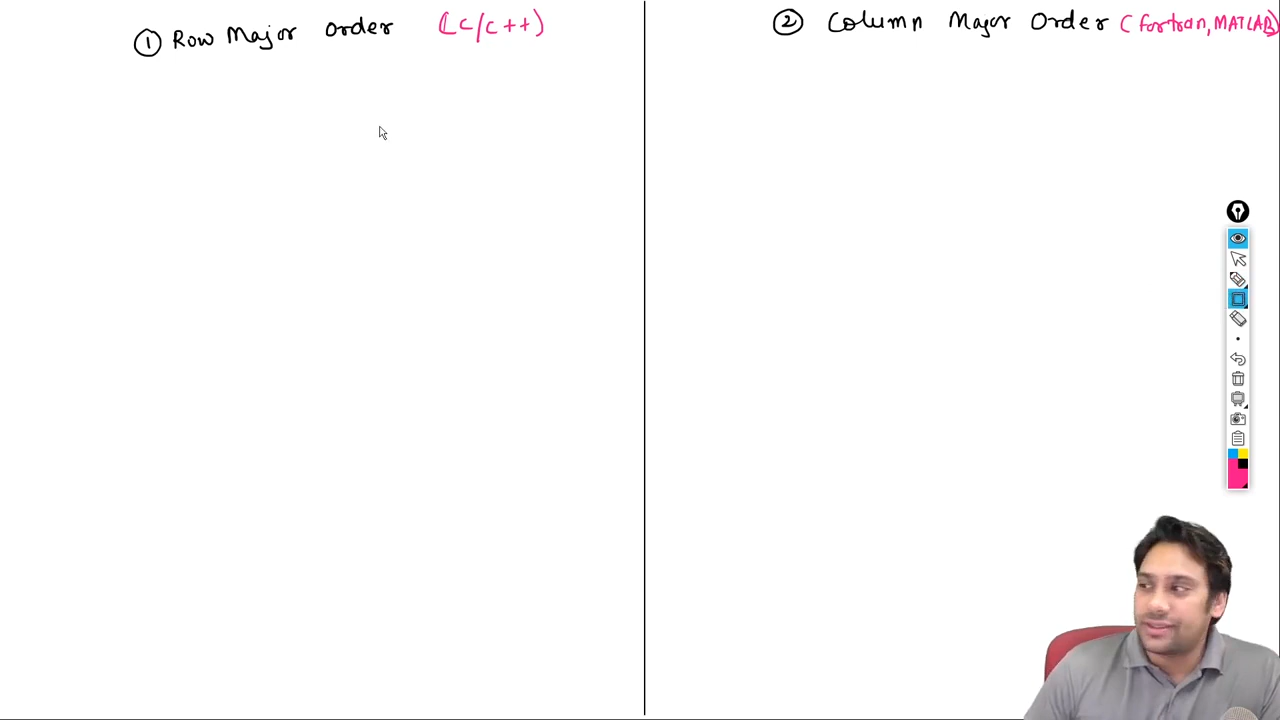 ① Row Major order (C/C++)
② Column Major Order (Fortran, MATLAB)